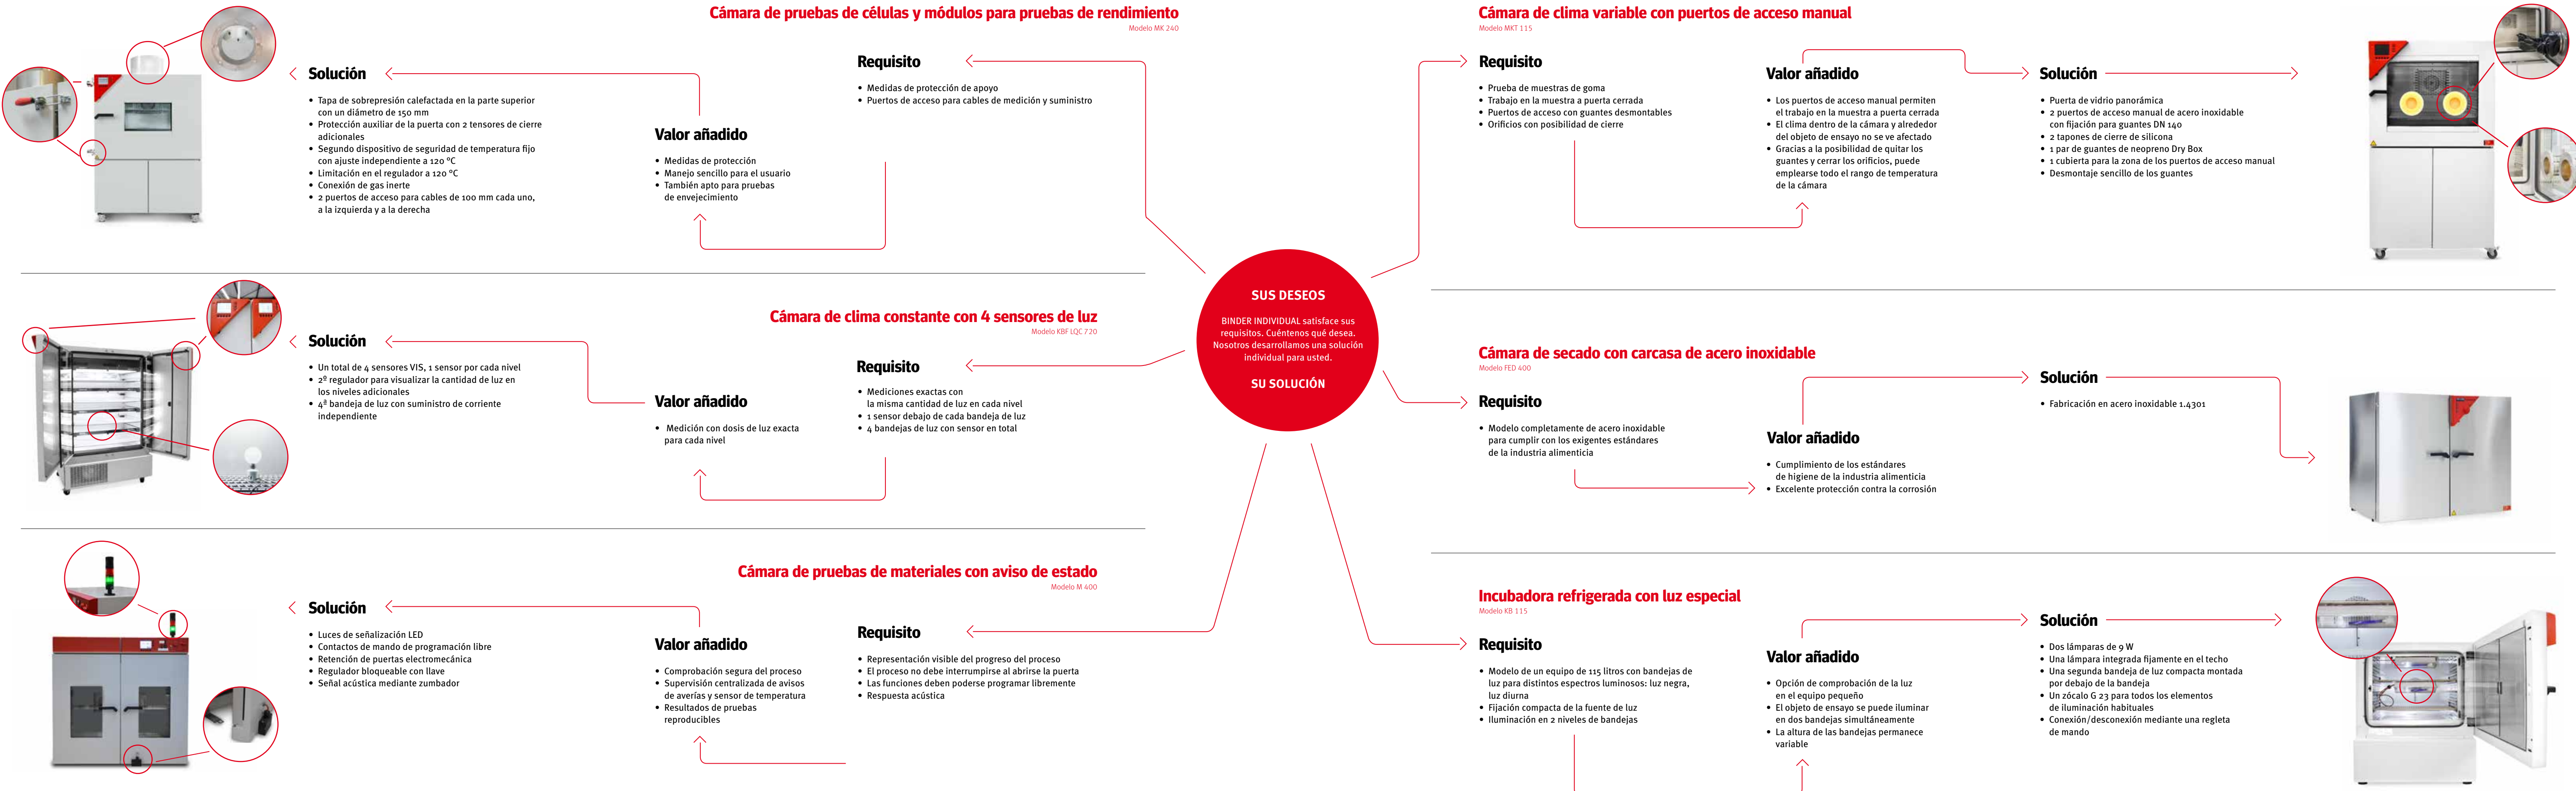 Cámara de pruebas de células y módulos para pruebas de rendimiento
Modelo MK 240
Requisito
• Medidas de protección de apoyo
• Puertos de acceso para cables de medición y suministro
Valor añadido
• Medidas de protección
• Manejo sencillo para el usuario
• También apto para pruebas
de envejecimiento
Solución
• Tapa de sobrepresión calefactada en la parte superior
con un diámetro de 150 mm
• Protección auxiliar de la puerta con 2 tensores de cierre
adicionales
• Segundo dispositivo de seguridad de temperatura fijo
con ajuste independiente a 120 °C
• Limitación en el regulador a 120 °C
• Conexión de gas inerte
• 2 puertos de acceso para cables de 100 mm cada uno,
a la izquierda y a la derecha
Cámara de clima constante con 4 sensores de luz
Modelo KBF LQC 720
Requisito
• Mediciones exactas con
la misma cantidad de luz en cada nivel
• 1 sensor debajo de cada bandeja de luz
• 4 bandejas de luz con sensor en total
Valor añadido
• Medición con dosis de luz exacta
para cada nivel
Solución
• Un total de 4 sensores VIS, 1 sensor por cada nivel
• 2º regulador para visualizar la cantidad de luz en
los niveles adicionales
• 4ª bandeja de luz con suministro de corriente
independiente
Cámara de pruebas de materiales con aviso de estado
Modelo M 400
Requisito
• Representación visible del progreso del proceso
• El proceso no debe interrumpirse al abrirse la puerta
• Las funciones deben poderse programar libremente
• Respuesta acústica
Valor añadido
• Comprobación segura del proceso
• Supervisión centralizada de avisos
de averías y sensor de temperatura
• Resultados de pruebas
reproducibles
Solución
• Luces de señalización LED
• Contactos de mando de programación libre
• Retención de puertas electromecánica
• Regulador bloqueable con llave
• Señal acústica mediante zumbador
SUS DESEOS
BINDER INDIVIDUAL satisface sus
requisitos. Cuéntenos qué desea.
Nosotros desarrollamos una solución
individual para usted.
SU SOLUCIÓN
Cámara de clima variable con puertos de acceso manual
Modelo MKT 115
Requisito
• Prueba de muestras de goma
• Trabajo en la muestra a puerta cerrada
• Puertos de acceso con guantes desmontables
• Orificios con posibilidad de cierre
Valor añadido
• Los puertos de acceso manual permiten
el trabajo en la muestra a puerta cerrada
• El clima dentro de la cámara y alrededor
del objeto de ensayo no se ve afectado
• Gracias a la posibilidad de quitar los
guantes y cerrar los orificios, puede
emplearse todo el rango de temperatura
de la cámara
Solución
• Puerta de vidrio panorámica
• 2 puertos de acceso manual de acero inoxidable
con fijación para guantes DN 140
• 2 tapones de cierre de silicona
• 1 par de guantes de neopreno Dry Box
• 1 cubierta para la zona de los puertos de acceso manual
• Desmontaje sencillo de los guantes
Cámara de secado con carcasa de acero inoxidable
Modelo FED 400
Requisito
• Modelo completamente de acero inoxidable
para cumplir con los exigentes estándares
de la industria alimenticia
Valor añadido
• Cumplimiento de los estándares
de higiene de la industria alimenticia
• Excelente protección contra la corrosión
Solución
• Fabricación en acero inoxidable 1.4301
Incubadora refrigerada con luz especial
Modelo KB 115
Requisito
• Modelo de un equipo de 115 litros con bandejas de
luz para distintos espectros luminosos: luz negra,
luz diurna
• Fijación compacta de la fuente de luz
• Iluminación en 2 niveles de bandejas
Valor añadido
• Opción de comprobación de la luz
en el equipo pequeño
• El objeto de ensayo se puede iluminar
en dos bandejas simultáneamente
• La altura de las bandejas permanece
variable
Solución
• Dos lámparas de 9 W
• Una lámpara integrada fijamente en el techo
• Una segunda bandeja de luz compacta montada
por debajo de la bandeja
• Un zócalo G 23 para todos los elementos
de iluminación habituales
• Conexión/desconexión mediante una regleta
de mando